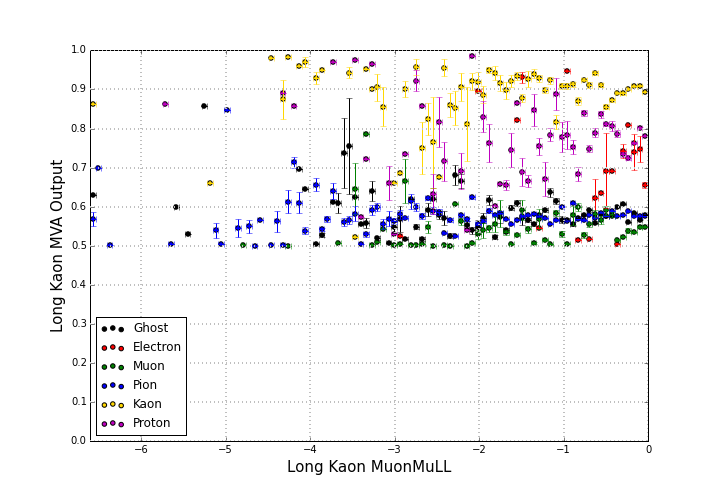 1.0
0.9
0.8
0.7
0.6
0.5
0.4
0.3
0.2
0.1
0.0
Long Kaon MVA Output
Ghost
Electron
Muon
Pion
Kaon
Proton
−6 −5 −4 −3 −2 −1 0
Long Kaon MuonMuLL